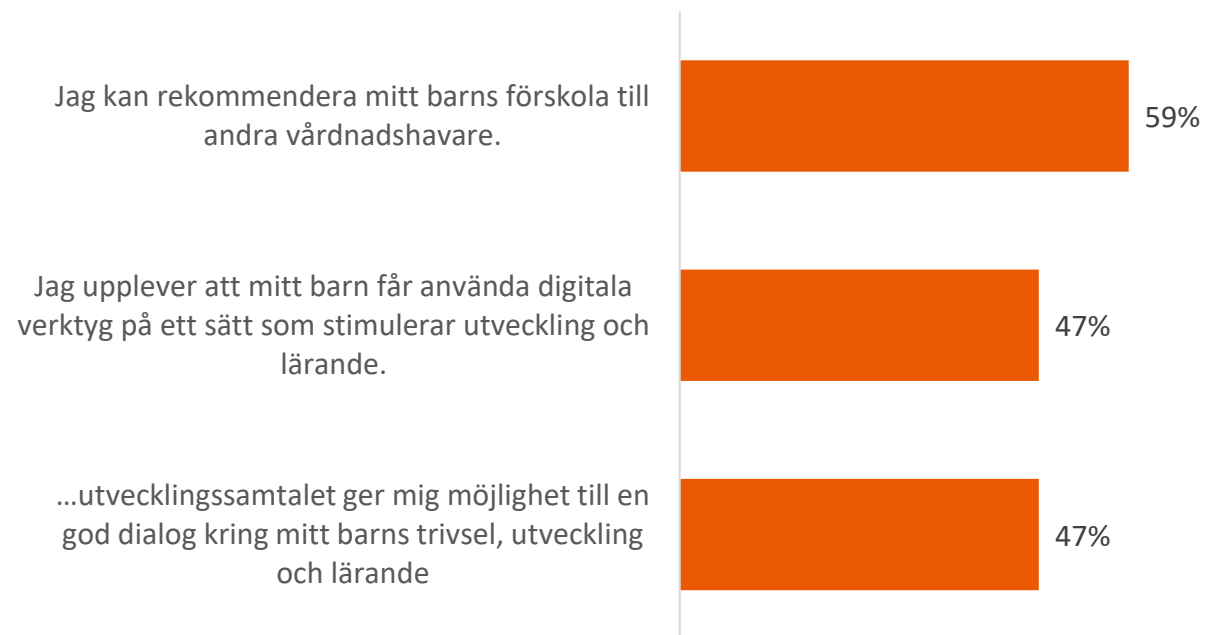 Jag kan rekommendera mitt barns förskola till
andra vårdnadshavare.
59%
Jag upplever att mitt barn får använda digitala
verktyg på ett sätt som stimulerar utveckling och
lärande.
47%
...utvecklingssamtalet ger mig möjlighet till en
god dialog kring mitt barns trivsel, utveckling
och lärande
47%